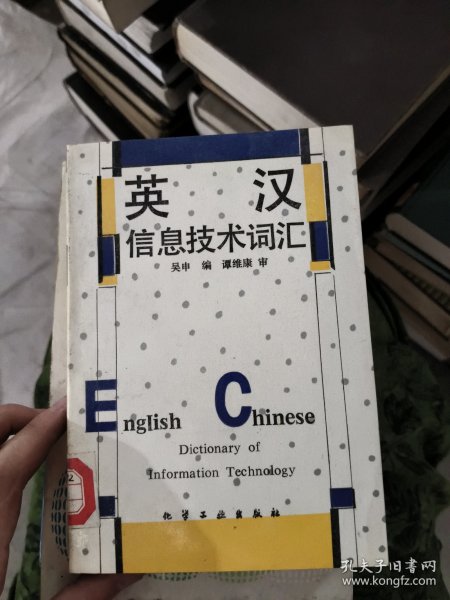 英 汉
信息技术词汇
吴申 编 谭维康 审
English Chinese
Dictionary of
Information Technology
化学工业出版社
孔夫子旧书网
www.kongfz.com